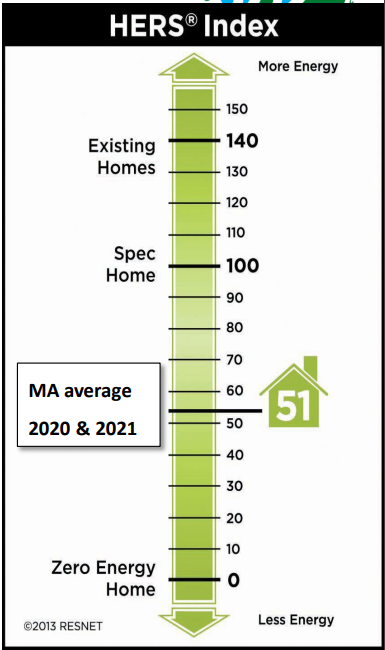 HERS® Index
More Energy
150
Existing
Homes
140
130
120
110
Spec
Home
100
90
80
70
MA average
2020 & 2021
60
51
50
40
30
20
10
Zero Energy
Home
0
©2013 RESNET
Less Energy